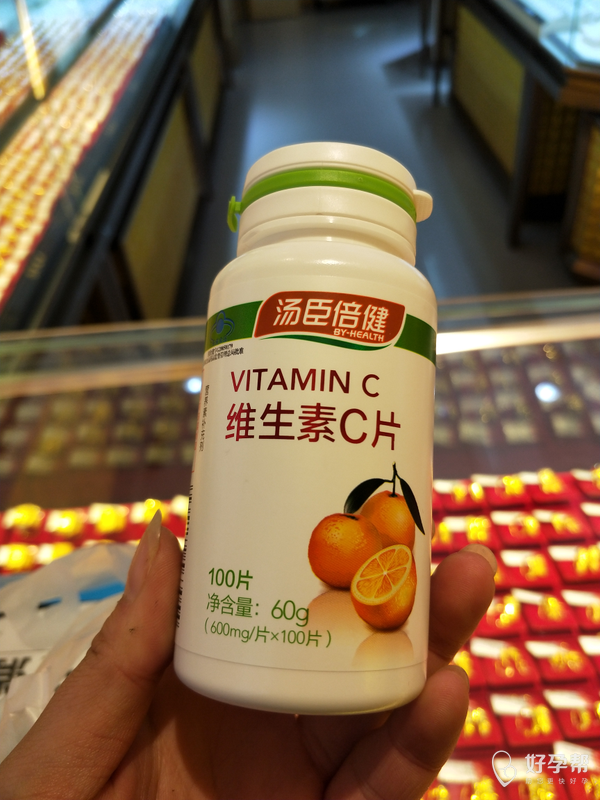 汤臣倍健
BY-HEALTH
VITAMIN C
维生素C片
100片
净含量：60g
（600mg/片×100片）
好孕帮